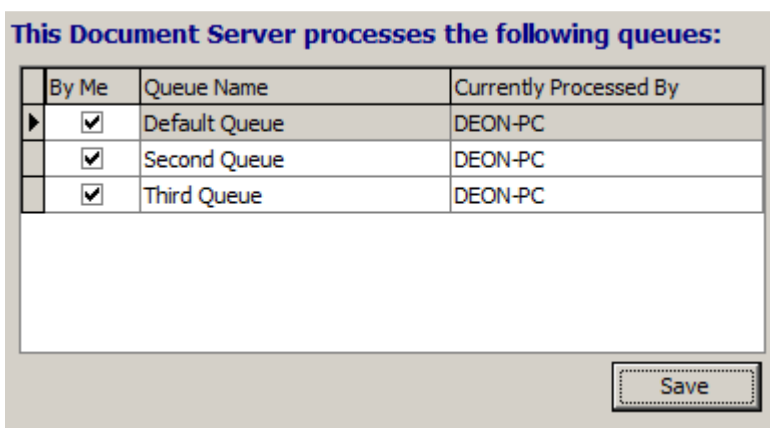 This Document Server processes the following queues:
By Me Queue Name Currently Processed By
Default Queue DEON-PC
Second Queue DEON-PC
Third Queue DEON-PC
Save